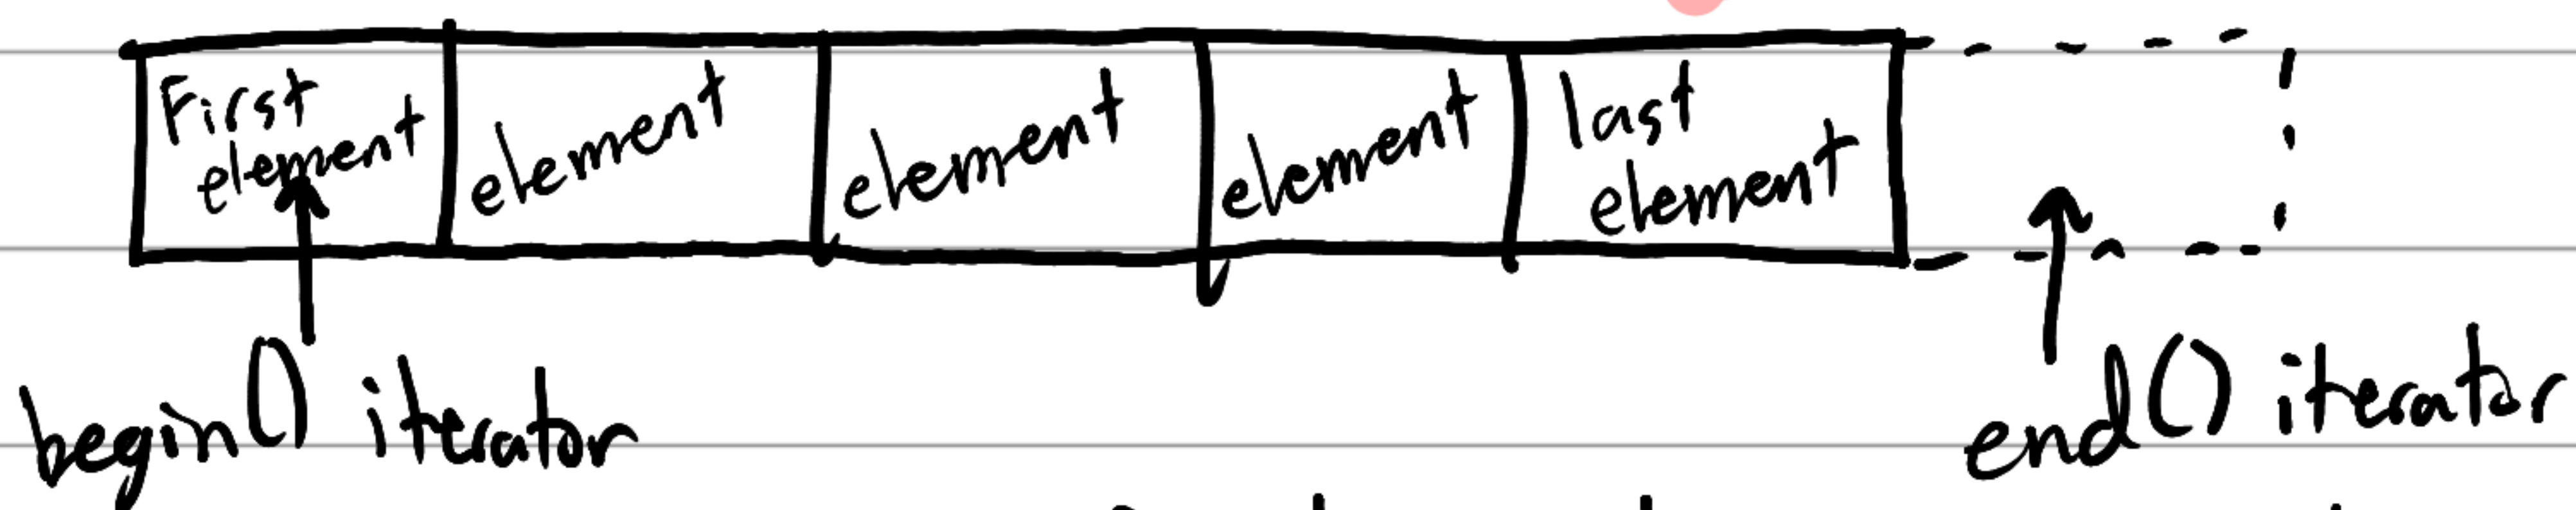 First
element
element
element
element
last
element
begin() iterator
end() iterator